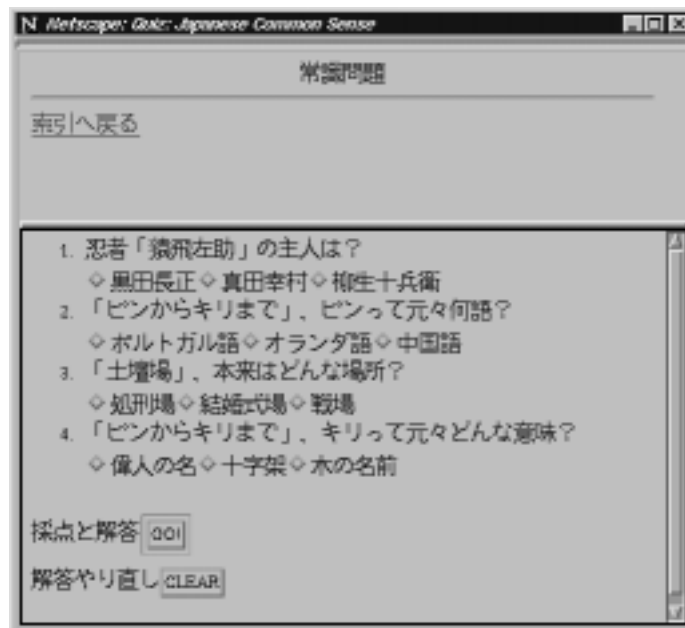 N Netscape: Quiz: Japanese Common Sense
常識問題
索引へ戻る
1. 忍者「猿飛左助」の主人は？
◇黒田長正◇真田幸村◇柳生十兵衛
2. 「ピンからキリまで」、ピンって元々何語？
◇ポルトガル語◇オランダ語◇中国語
3. 「土壇場」、本来はどんな場所？
◇処刑場◇結婚式場◇戦場
4. 「ピンからキリまで」、キリって元々どんな意味？
◇偉人の名◇十字架◇木の名前
採点と解答 GO!
解答やり直し CLEAR